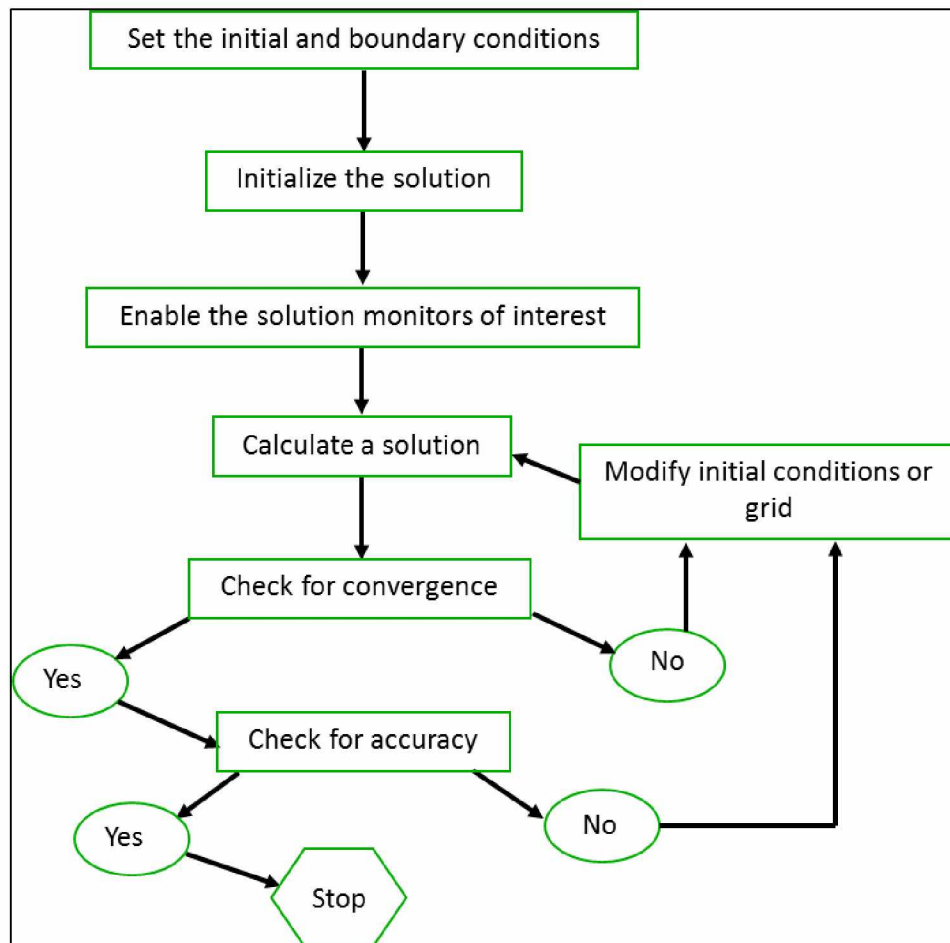 Set the initial and boundary conditions
Initialize the solution
Enable the solution monitors of interest
Calculate a solution
Modify initial conditions or
grid
Check for convergence
Yes
No
Check for accuracy
Yes
No
Stop